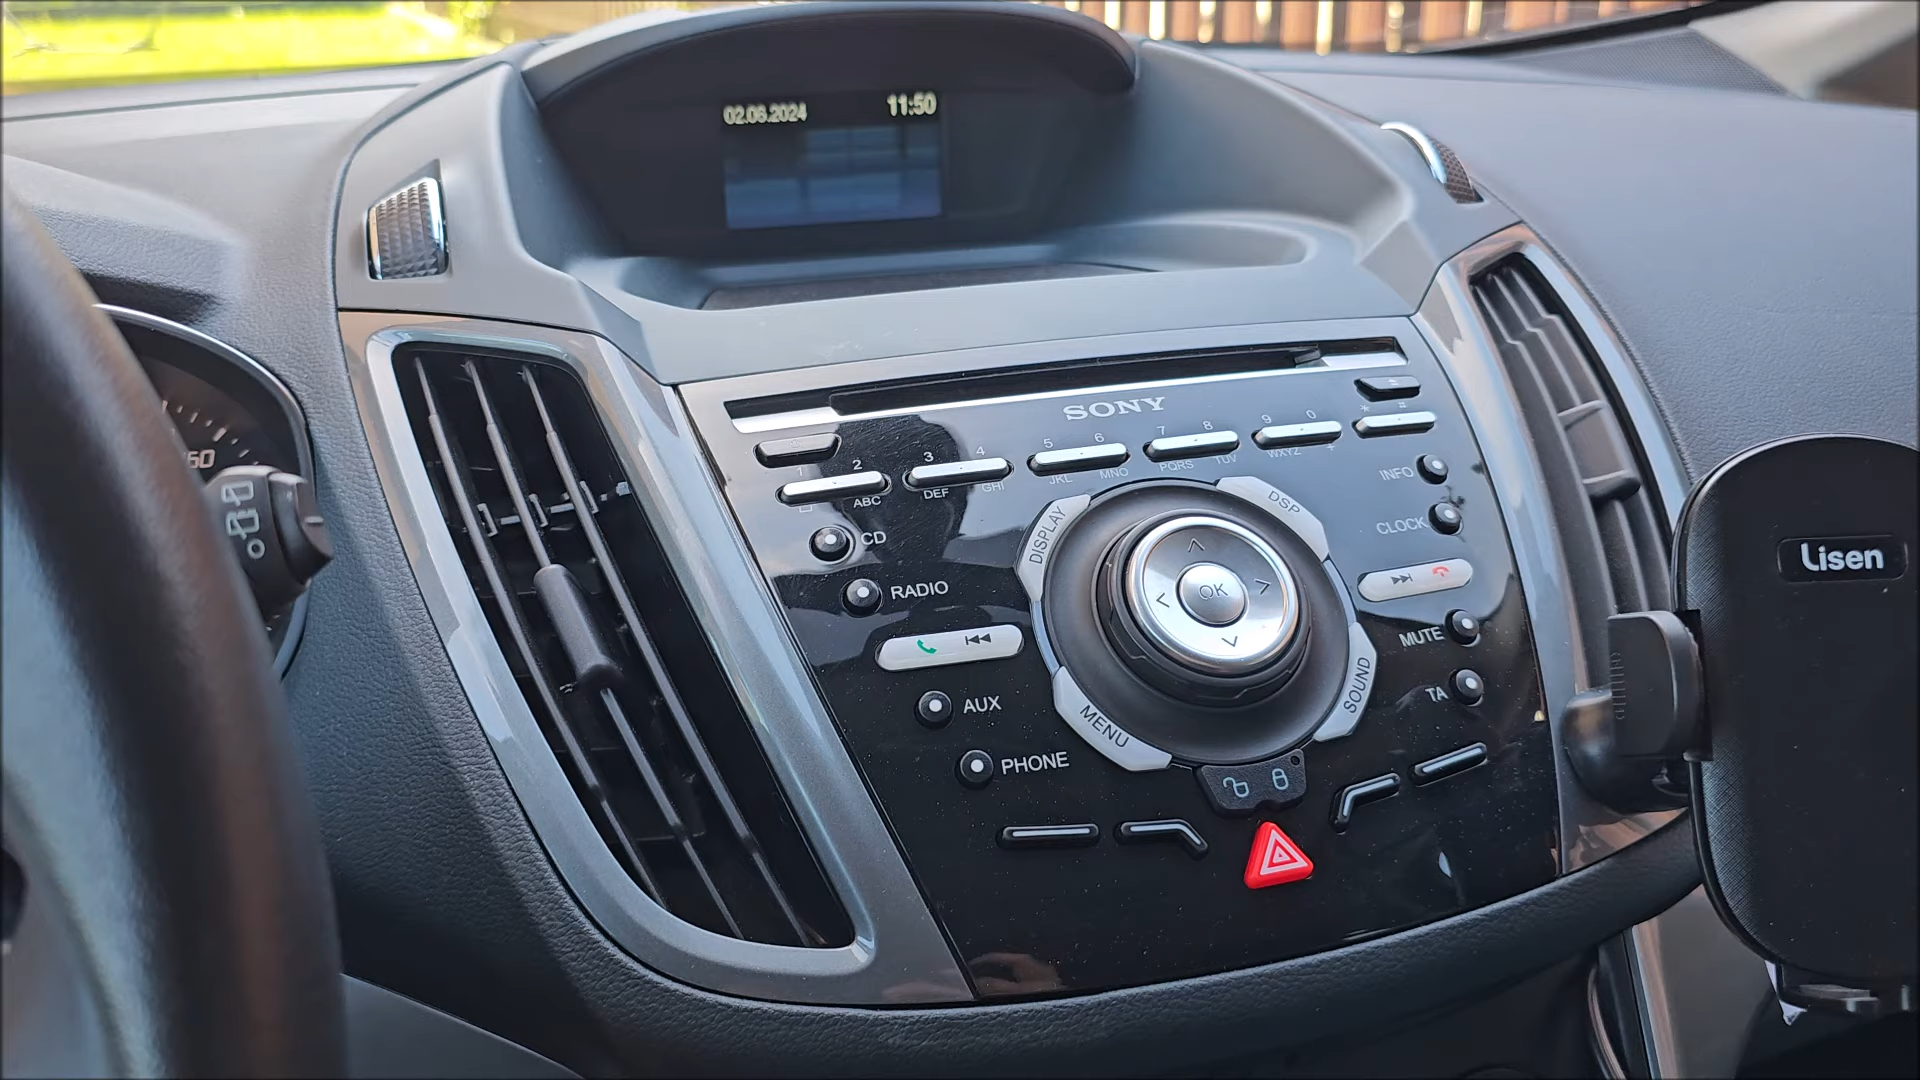 02.06.2024 11:50
SONY
1 2 3 4 5 6 7 8 9 0 * #
ABC DEF GHI JKL MNO PQRS TUV WXYZ +
DISPLAY
DSP
INFO
CD
CLOCK
RADIO
OK
MUTE
AUX
MENU
SOUND
TA
PHONE
Lisen